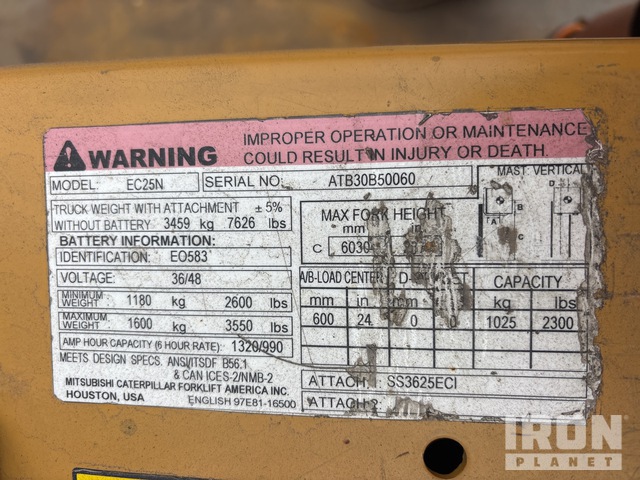 WARNING
IMPROPER OPERATION OR MAINTENANCE
COULD RESULT IN INJURY OR DEATH.
MODEL: EC25N
SERIAL NO: ATB30B50060
MAST: VERTICAL
TRUCK WEIGHT WITH ATTACHMENT ± 5%
WITHOUT BATTERY 3459 kg 7626 lbs
BATTERY INFORMATION:
IDENTIFICATION: EO583
VOLTAGE: 36/48
MINIMUM WEIGHT 1180 kg 2600 lbs
MAXIMUM WEIGHT 1600 kg 3550 lbs
AMP HOUR CAPACITY (6 HOUR RATE): 1320/990
MEETS DESIGN SPECS. ANSI/ITSDF B56.1
& CAN ICES-2/NMB-2
MITSUBISHI CATERPILLAR FORKLIFT AMERICA INC.
HOUSTON, USA
ENGLISH 97E81-16500
MAX FORK HEIGHT
mm in
C 6030
B
A
C
A/B-LOAD CENTER D- CAPACITY
mm in mm kg lbs
600 24 0 1025 2300
ATTACH. SS3625ECI
ATTACH 2:
IRON
PLANET